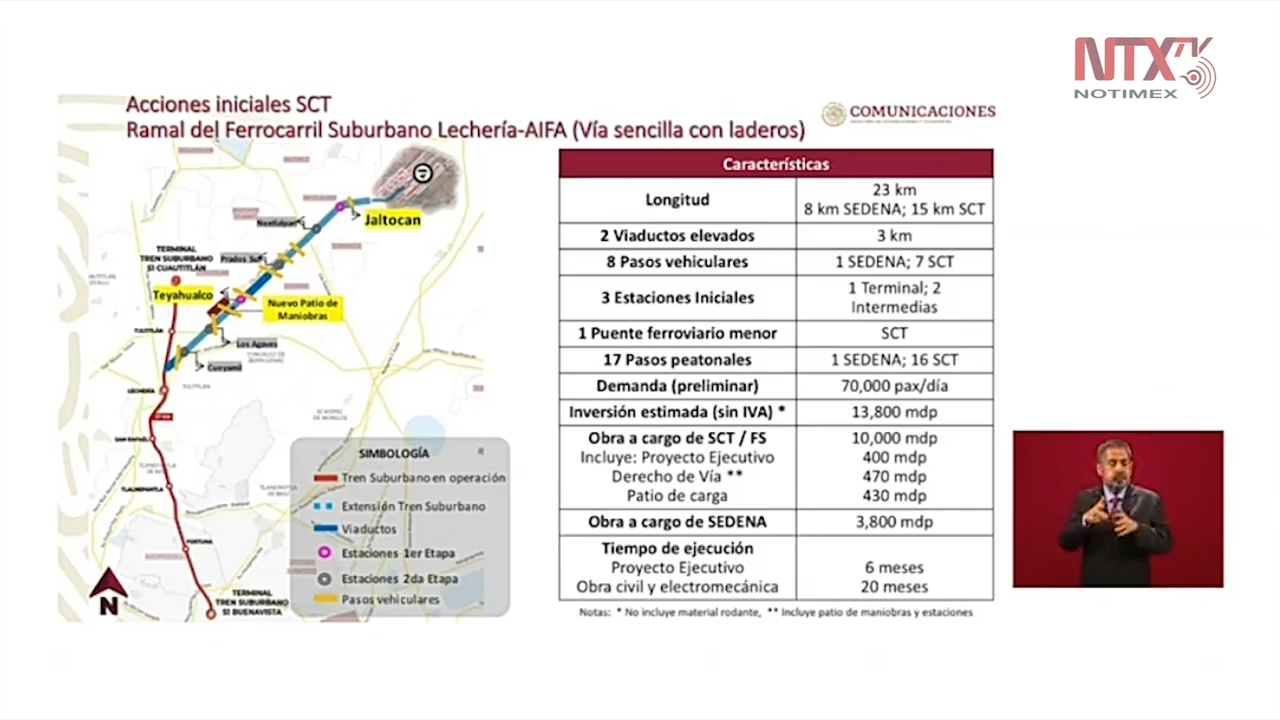 NTX TV
NOTIMEX
Acciones iniciales SCT
Ramal del Ferrocarril Suburbano Lechería-AIFA (Vía sencilla con laderos)
COMUNICACIONES
Jaltocan
Nextlalpan
TERMINAL
TREN SUBURBANO
S1 CUAUTITLÁN
Prados Sur
Teyahualco
Nuevo Patio de
Maniobras
TULTITLÁN
Los Agaves
Cueyamil
TULTITLÁN
LECHERÍA
ECATEPEC
DE MORELOS
SAN RAFAEL
TLALNEPANTLA
FORTUNA
TERMINAL
TREN SUBURBANO
S1 BUENAVISTA
N
SIMBOLOGÍA
Tren Suburbano en operación
Extensión Tren Suburbano
Viaductos
Estaciones 1er Etapa
Estaciones 2da Etapa
Pasos vehiculares
Características
Longitud
23 km
8 km SEDENA; 15 km SCT
2 Viaductos elevados
3 km
8 Pasos vehiculares
1 SEDENA; 7 SCT
3 Estaciones Iniciales
1 Terminal; 2
Intermedias
1 Puente ferroviario menor
SCT
17 Pasos peatonales
1 SEDENA; 16 SCT
Demanda (preliminar)
70,000 pax/día
Inversión estimada (sin IVA) *
13,800 mdp
Obra a cargo de SCT / FS
10,000 mdp
Incluye: Proyecto Ejecutivo
400 mdp
Derecho de Vía **
470 mdp
Patio de carga
430 mdp
Obra a cargo de SEDENA
3,800 mdp
Tiempo de ejecución
Proyecto Ejecutivo
6 meses
Obra civil y electromecánica
20 meses
Notas: * No incluye material rodante, ** Incluye patio de maniobras y estaciones